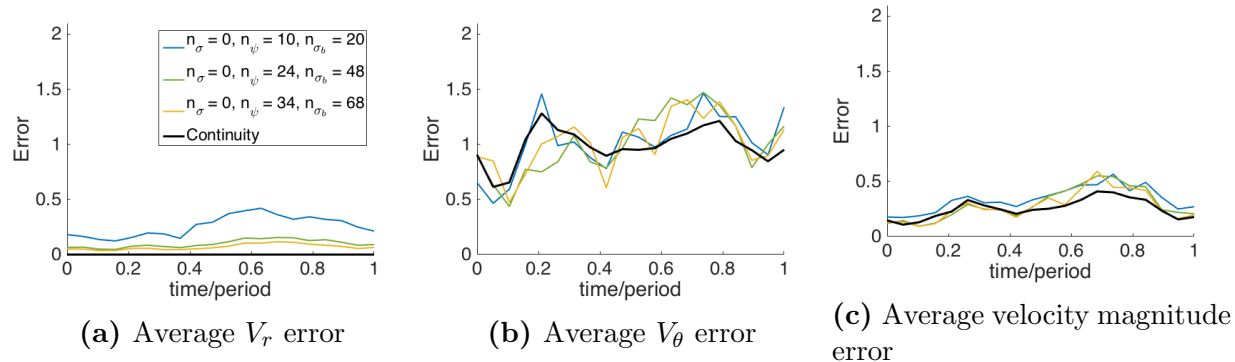 2
1.5
1
0.5
0
Error
0 0.2 0.4 0.6 0.8 1
time/period
n_σ = 0, n_ψ = 10, n_σ_b = 20
n_σ = 0, n_ψ = 24, n_σ_b = 48
n_σ = 0, n_ψ = 34, n_σ_b = 68
Continuity
(a) Average V_r error
2
1.5
1
0.5
0
Error
0 0.2 0.4 0.6 0.8 1
time/period
(b) Average V_θ error
2
1.5
1
0.5
0
Error
0 0.2 0.4 0.6 0.8 1
time/period
(c) Average velocity magnitude
error